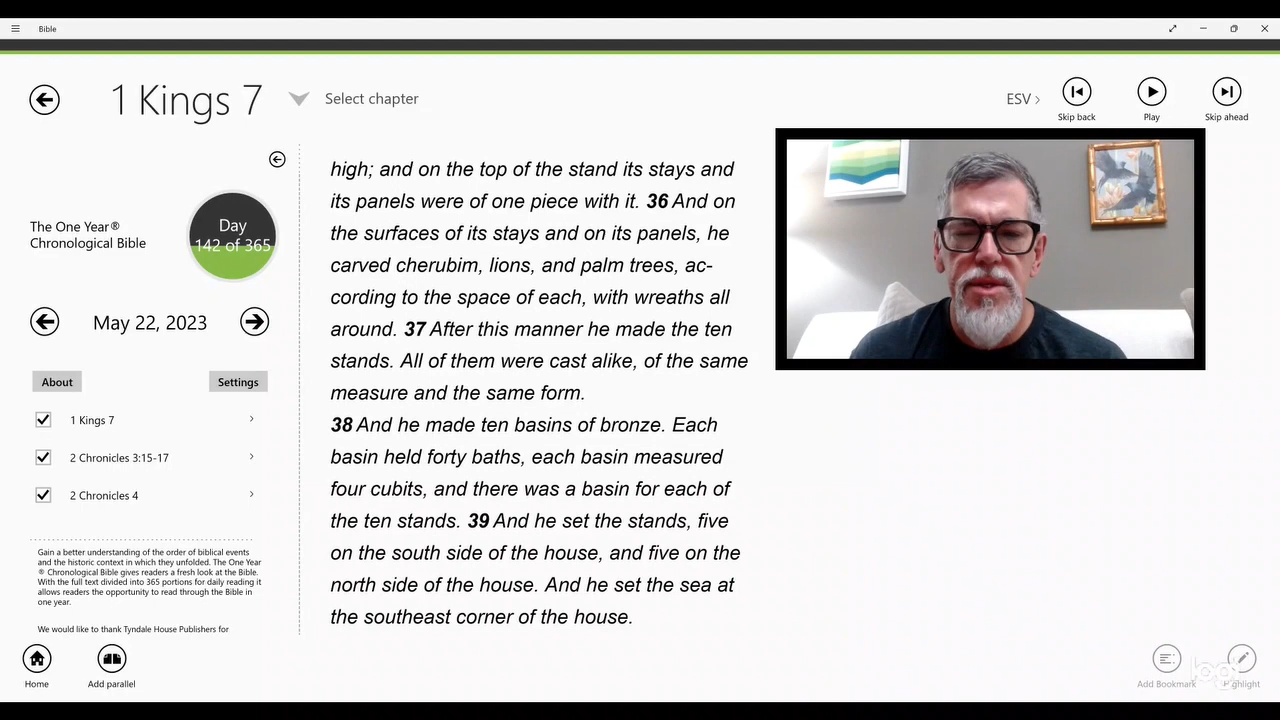 Bible
1 Kings 7
Select chapter
ESV
Skip back
Play
Skip ahead
The One Year®
Chronological Bible
Day
142 of 365
May 22, 2023
About
Settings
1 Kings 7
2 Chronicles 3:15-17
2 Chronicles 4
Gain a better understanding of the order of biblical events
and the historic context in which they unfolded. The One Year
® Chronological Bible gives readers a fresh look at the Bible.
With the full text divided into 365 portions for daily reading it
allows readers the opportunity to read through the Bible in
one year.
We would like to thank Tyndale House Publishers for
high; and on the top of the stand its stays and
its panels were of one piece with it. 36 And on
the surfaces of its stays and on its panels, he
carved cherubim, lions, and palm trees, ac-
cording to the space of each, with wreaths all
around. 37 After this manner he made the ten
stands. All of them were cast alike, of the same
measure and the same form.
38 And he made ten basins of bronze. Each
basin held forty baths, each basin measured
four cubits, and there was a basin for each of
the ten stands. 39 And he set the stands, five
on the south side of the house, and five on the
north side of the house. And he set the sea at
the southeast corner of the house.
Home
Add parallel
Add Bookmark
Highlight
logi